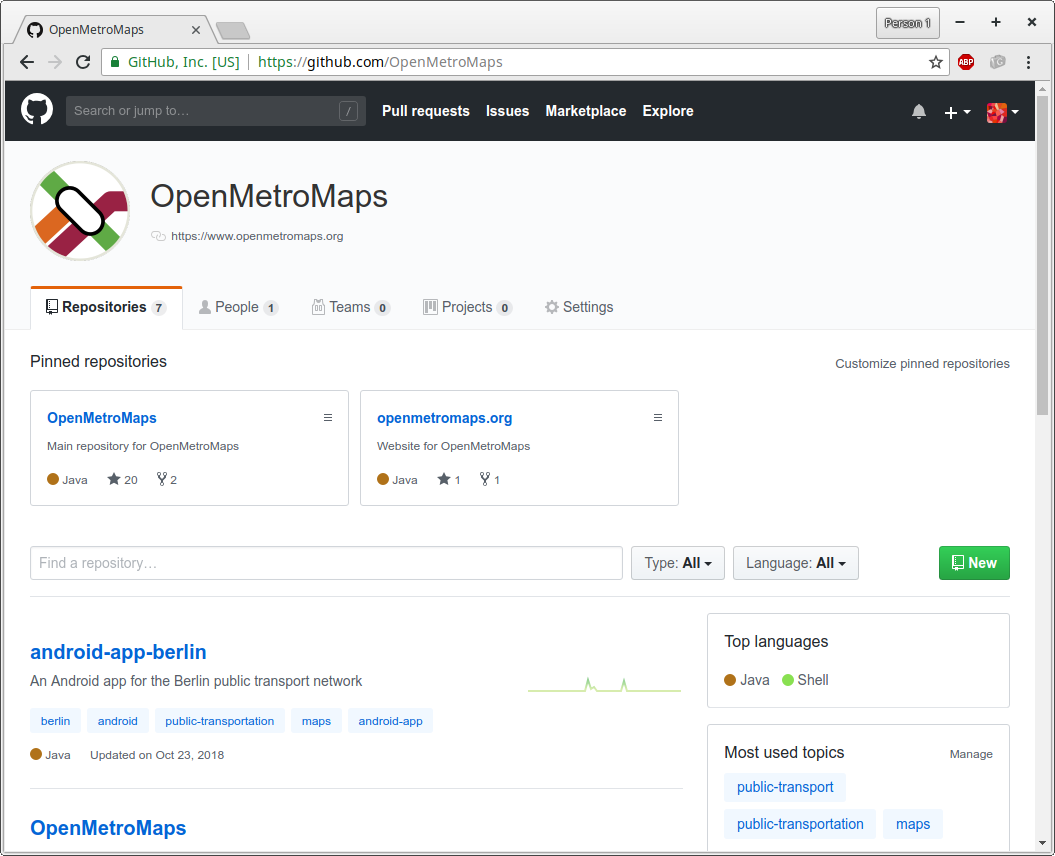 OpenMetroMaps
Person 1
GitHub, Inc. [US] https://github.com/OpenMetroMaps
ABP
Search or jump to… /
Pull requests Issues Marketplace Explore
OpenMetroMaps
https://www.openmetromaps.org
Repositories 7 People 1 Teams 0 Projects 0 Settings
Pinned repositories Customize pinned repositories
OpenMetroMaps
Main repository for OpenMetroMaps
Java 20 2
openmetromaps.org
Website for OpenMetroMaps
Java 1 1
Find a repository… Type: All Language: All New
android-app-berlin
An Android app for the Berlin public transport network
berlin android public-transportation maps android-app
Java Updated on Oct 23, 2018
OpenMetroMaps
Top languages
Java Shell
Most used topics Manage
public-transport
public-transportation maps